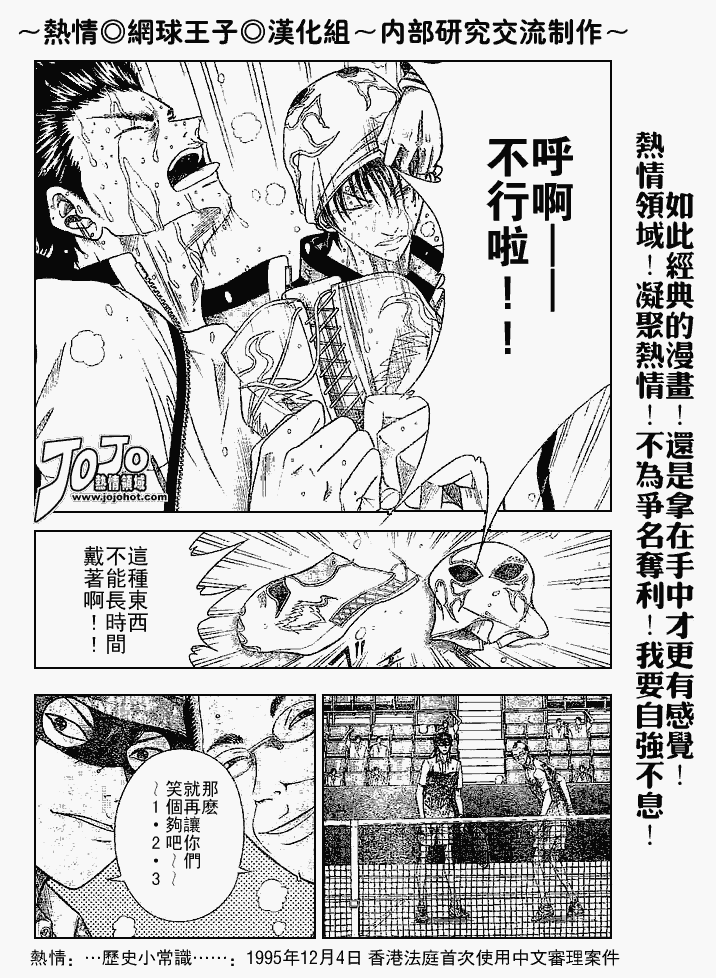 ～熱情◎網球王子◎漢化組～内部研究交流制作～
如此經典的漫畫！還是拿在手中才更有感覺！
熱情領域！凝聚熱情！不為爭名奪利！我要自強不息！
呼啊——
不行啦！！
JOJO
熱情領域
www.jojohot.com
這種東西
不能長時間
戴著啊！！
那麼
就再讓你們
笑個夠吧～～
～1・2・3
熱情：…歷史小常識……：1995年12月4日 香港法庭首次使用中文審理案件